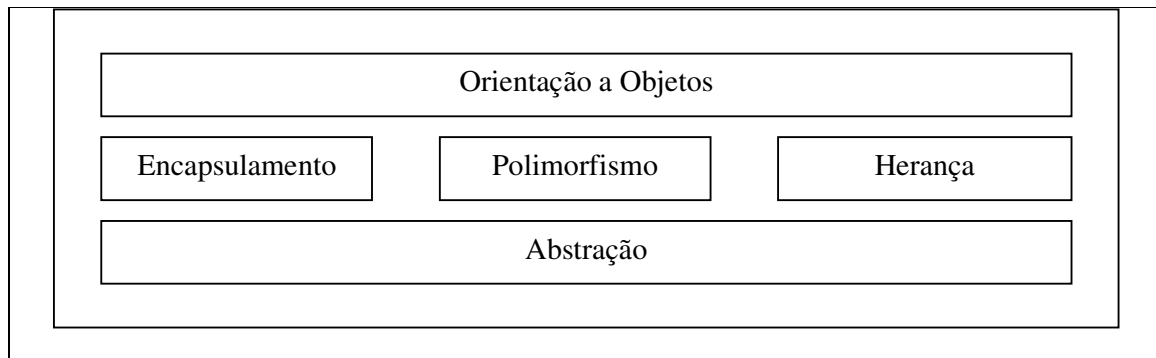 Orientação a Objetos
Encapsulamento Polimorfismo Herança
Abstração